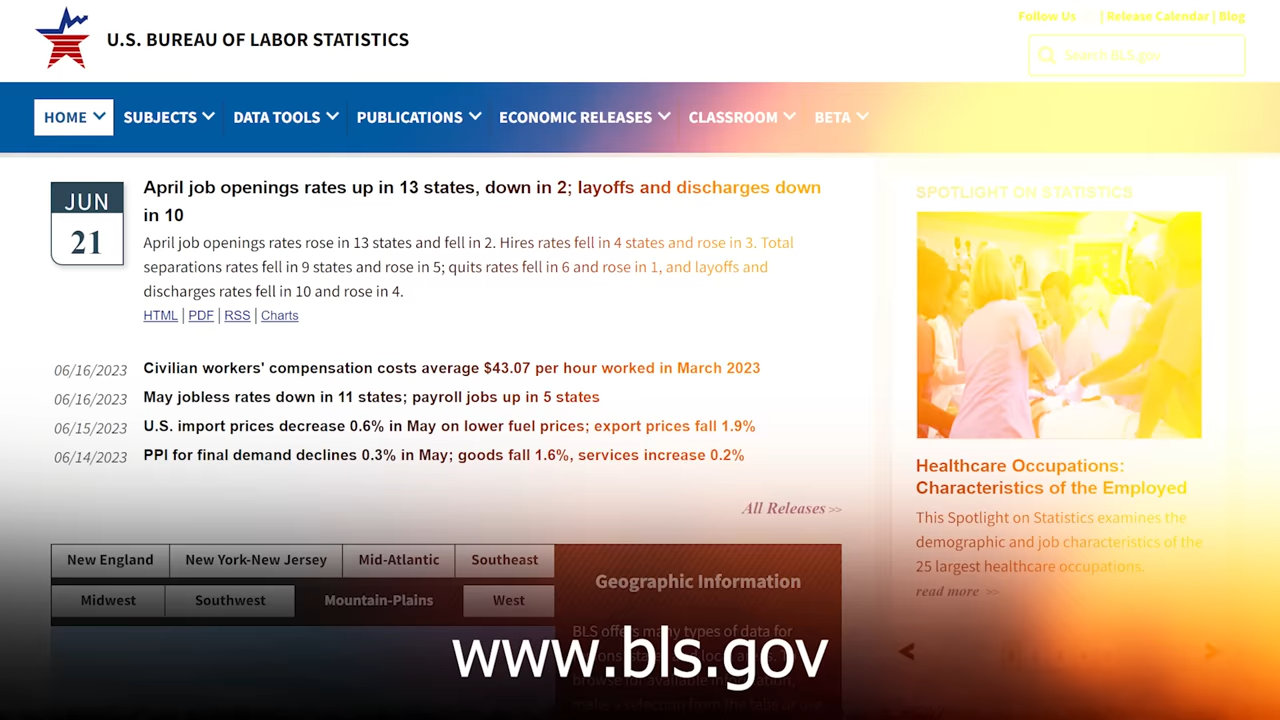 U.S. BUREAU OF LABOR STATISTICS
Follow Us | Release Calendar | Blog
Search BLS.gov
HOME SUBJECTS DATA TOOLS PUBLICATIONS ECONOMIC RELEASES CLASSROOM BETA
JUN
21
April job openings rates up in 13 states, down in 2; layoffs and discharges down
in 10
April job openings rates rose in 13 states and fell in 2. Hires rates fell in 4 states and rose in 3. Total
separations rates fell in 9 states and rose in 5; quits rates fell in 6 and rose in 1, and layoffs and
discharges rates fell in 10 and rose in 4.
HTML | PDF | RSS | Charts
06/16/2023 Civilian workers' compensation costs average $43.07 per hour worked in March 2023
06/16/2023 May jobless rates down in 11 states; payroll jobs up in 5 states
06/15/2023 U.S. import prices decrease 0.6% in May on lower fuel prices; export prices fall 1.9%
06/14/2023 PPI for final demand declines 0.3% in May; goods fall 1.6%, services increase 0.2%
All Releases >>
SPOTLIGHT ON STATISTICS
Healthcare Occupations:
Characteristics of the Employed
This Spotlight on Statistics examines the
demographic and job characteristics of the
25 largest healthcare occupations.
read more >>
New England New York-New Jersey Mid-Atlantic Southeast
Midwest Southwest Mountain-Plains West
Geographic Information
BLS offers many types of data for
www.bls.gov